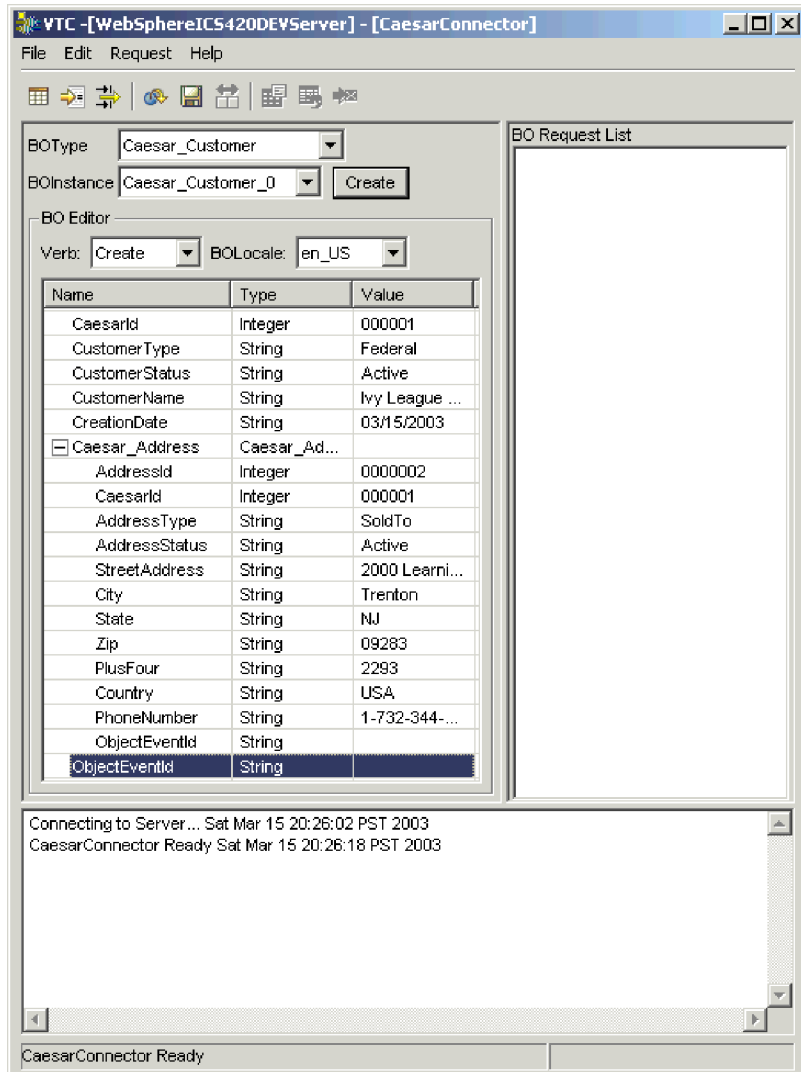 VTC -[WebSphereICS420DEVServer] - [CaesarConnector]
File Edit Request Help
BOType Caesar_Customer
BOInstance Caesar_Customer_0 Create
BO Editor
Verb: Create BOLocale: en_US
Name Type Value
CaesarId Integer 000001
CustomerType String Federal
CustomerStatus String Active
CustomerName String Ivy League ...
CreationDate String 03/15/2003
Caesar_Address Caesar_Ad...
AddressId Integer 0000002
CaesarId Integer 000001
AddressType String SoldTo
AddressStatus String Active
StreetAddress String 2000 Learni...
City String Trenton
State String NJ
Zip String 09283
PlusFour String 2293
Country String USA
PhoneNumber String 1-732-344-...
ObjectEventId String
ObjectEventId String
BO Request List
Connecting to Server... Sat Mar 15 20:26:02 PST 2003
CaesarConnector Ready Sat Mar 15 20:26:18 PST 2003
CaesarConnector Ready